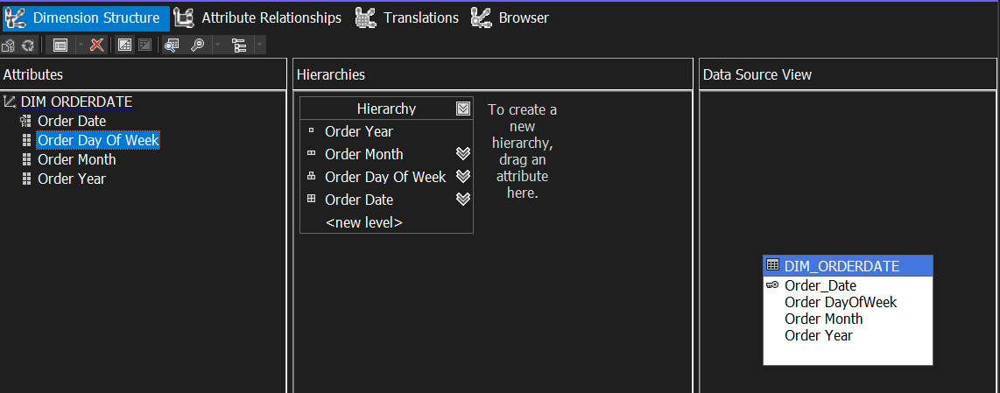 Dimension Structure Attribute Relationships Translations Browser
Attributes
DIM ORDERDATE
Order Date
Order Day Of Week
Order Month
Order Year
Hierarchies
Hierarchy
Order Year
Order Month
Order Day Of Week
Order Date
<new level>
To create a
new
hierarchy,
drag an
attribute
here.
Data Source View
DIM_ORDERDATE
Order_Date
Order DayOfWeek
Order Month
Order Year